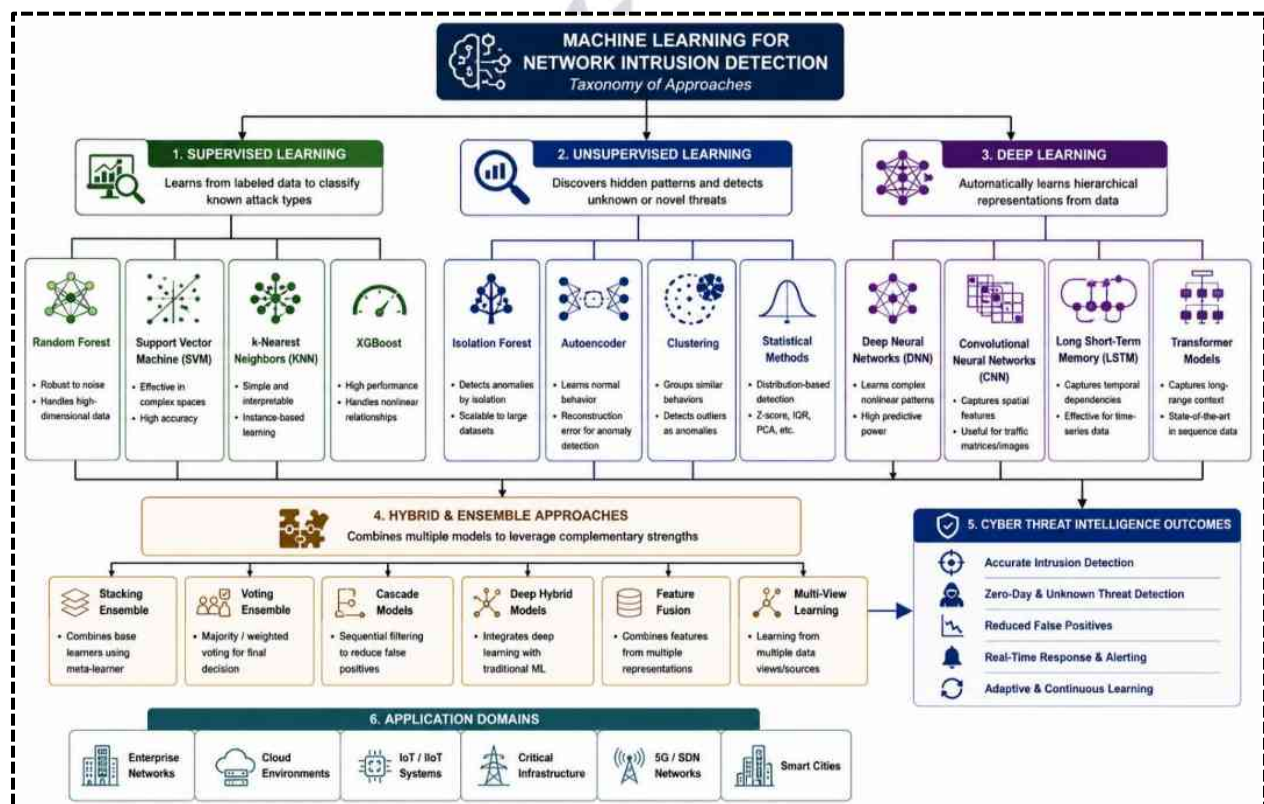 MACHINE LEARNING FOR
NETWORK INTRUSION DETECTION
Taxonomy of Approaches
1. SUPERVISED LEARNING
Learns from labeled data to classify
known attack types
2. UNSUPERVISED LEARNING
Discovers hidden patterns and detects
unknown or novel threats
3. DEEP LEARNING
Automatically learns hierarchical
representations from data
Random Forest
• Robust to noise
• Handles high-
dimensional data
Support Vector
Machine (SVM)
• Effective in
complex spaces
• High accuracy
k-Nearest
Neighbors (KNN)
• Simple and
interpretable
• Instance-based
learning
XGBoost
• High performance
• Handles nonlinear
relationships
Isolation Forest
• Detects anomalies
by isolation
• Scalable to large
datasets
Autoencoder
• Learns normal
behavior
• Reconstruction
error for anomaly
detection
Clustering
• Groups similar
behaviors
• Detects outliers
as anomalies
Statistical
Methods
• Distribution-based
detection
• Z-score, IQR,
PCA, etc.
Deep Neural
Networks (DNN)
• Learns complex
nonlinear patterns
• High predictive
power
Convolutional
Neural Networks
(CNN)
• Captures spatial
features
• Useful for traffic
matrices/images
Long Short-Term
Memory (LSTM)
• Captures temporal
dependencies
• Effective for time-
series data
Transformer
Models
• Captures long-
range context
• State-of-the-art
in sequence data
4. HYBRID & ENSEMBLE APPROACHES
Combines multiple models to leverage complementary strengths
Stacking
Ensemble
• Combines base
learners using
meta-learner
Voting
Ensemble
• Majority / weighted
voting for final
decision
Cascade
Models
• Sequential filtering
to reduce false
positives
Deep Hybrid
Models
• Integrates deep
learning with
traditional ML
Feature
Fusion
• Combines features
from multiple
representations
Multi-View
Learning
• Learning from
multiple data
views/sources
5. CYBER THREAT INTELLIGENCE OUTCOMES
Accurate Intrusion Detection
Zero-Day & Unknown Threat Detection
Reduced False Positives
Real-Time Response & Alerting
Adaptive & Continuous Learning
6. APPLICATION DOMAINS
Enterprise
Networks
Cloud
Environments
IoT / IIoT
Systems
Critical
Infrastructure
5G / SDN
Networks
Smart Cities